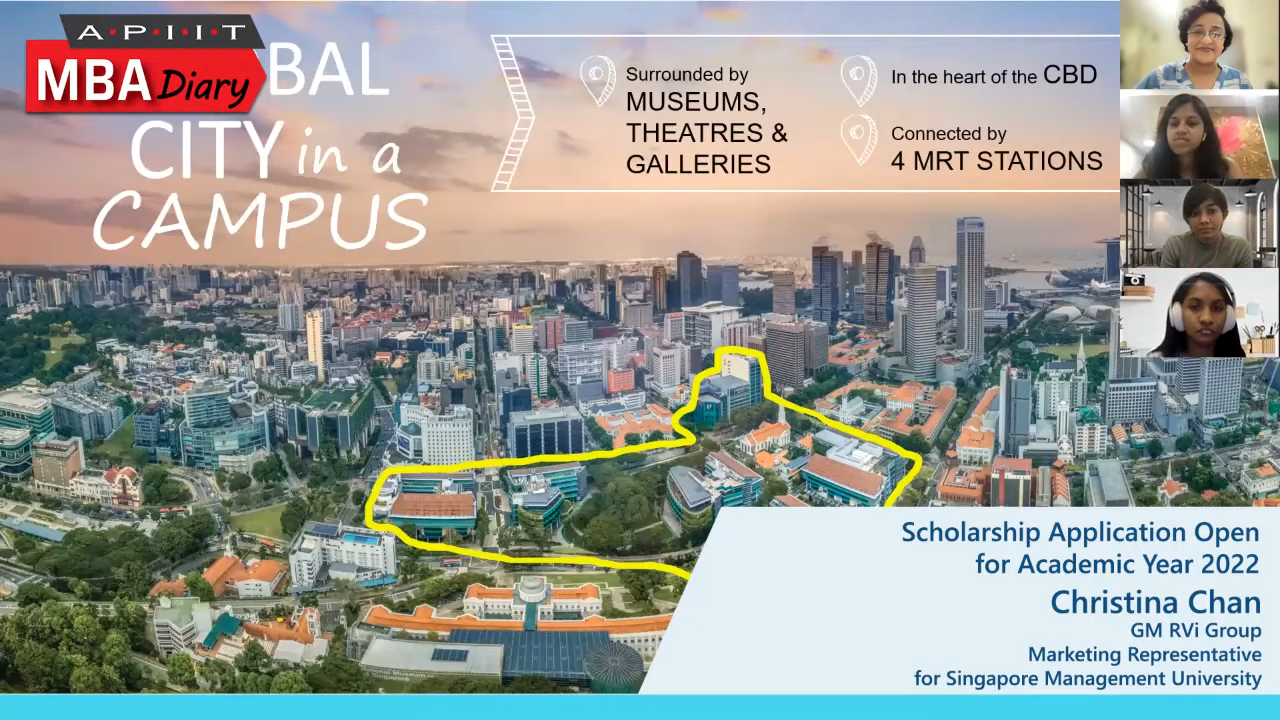 A·P·I·I·T
MBA Diary
BAL
CITY in a
CAMPUS
Surrounded by
MUSEUMS,
THEATRES &
GALLERIES
In the heart of the CBD
Connected by
4 MRT STATIONS
Scholarship Application Open
for Academic Year 2022
Christina Chan
GM RVi Group
Marketing Representative
for Singapore Management University